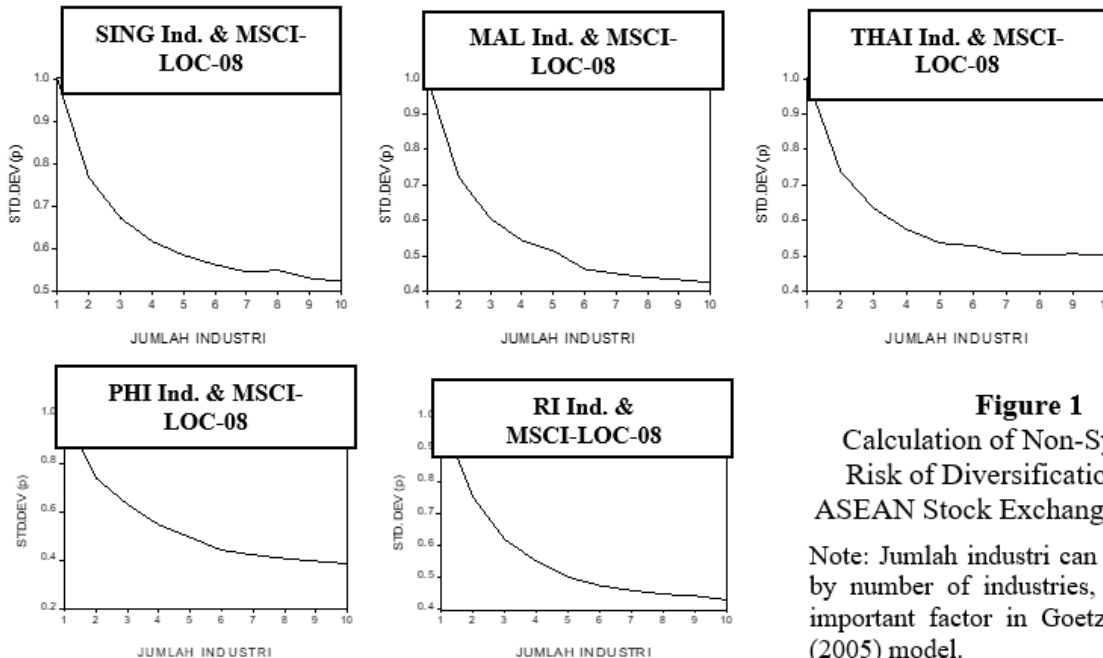 SING Ind. & MSCI-
LOC-08
1.0
0.9
0.8
0.7
0.6
0.5
STD.DEV (p)
1 2 3 4 5 6 7 8 9 10
JUMLAH INDUSTRI
MAL Ind. & MSCI-
LOC-08
1.0
0.9
0.8
0.7
0.6
0.5
0.4
STD.DEV (p)
1 2 3 4 5 6 7 8 9 10
JUMLAH INDUSTRI
THAI Ind. & MSCI-
LOC-08
1.0
0.9
0.8
0.7
0.6
0.5
0.4
STD.DEV (p)
1 2 3 4 5 6 7 8 9
JUMLAH INDUSTRI
PHI Ind. & MSCI-
LOC-08
1.0
0.8
0.6
0.4
0.2
STD.DEV (p)
1 2 3 4 5 6 7 8 9 10
JUMLAH INDUSTRI
RI Ind. &
MSCI-LOC-08
1.0
0.9
0.8
0.7
0.6
0.5
0.4
STD. DEV (p)
1 2 3 4 5 6 7 8 9 10
JUMLAH INDUSTRI
Figure 1
Calculation of
Risk of
ASEAN Stock
Note: Jumlah industri can
by number of industries,
important factor in
(2005) model.